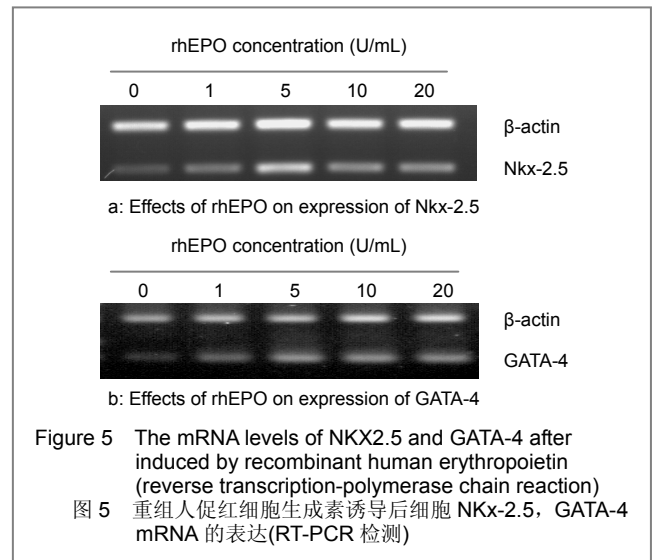 rhEPO concentration (U/mL)
0 1 5 10 20
β-actin
Nkx-2.5
a: Effects of rhEPO on expression of Nkx-2.5
rhEPO concentration (U/mL)
0 1 5 10 20
β-actin
GATA-4
b: Effects of rhEPO on expression of GATA-4
Figure 5 The mRNA levels of NKX2.5 and GATA-4 after
induced by recombinant human erythropoietin
(reverse transcription-polymerase chain reaction)
图 5 重组人促红细胞生成素诱导后细胞 NKx-2.5，GATA-4
mRNA 的表达(RT-PCR 检测)